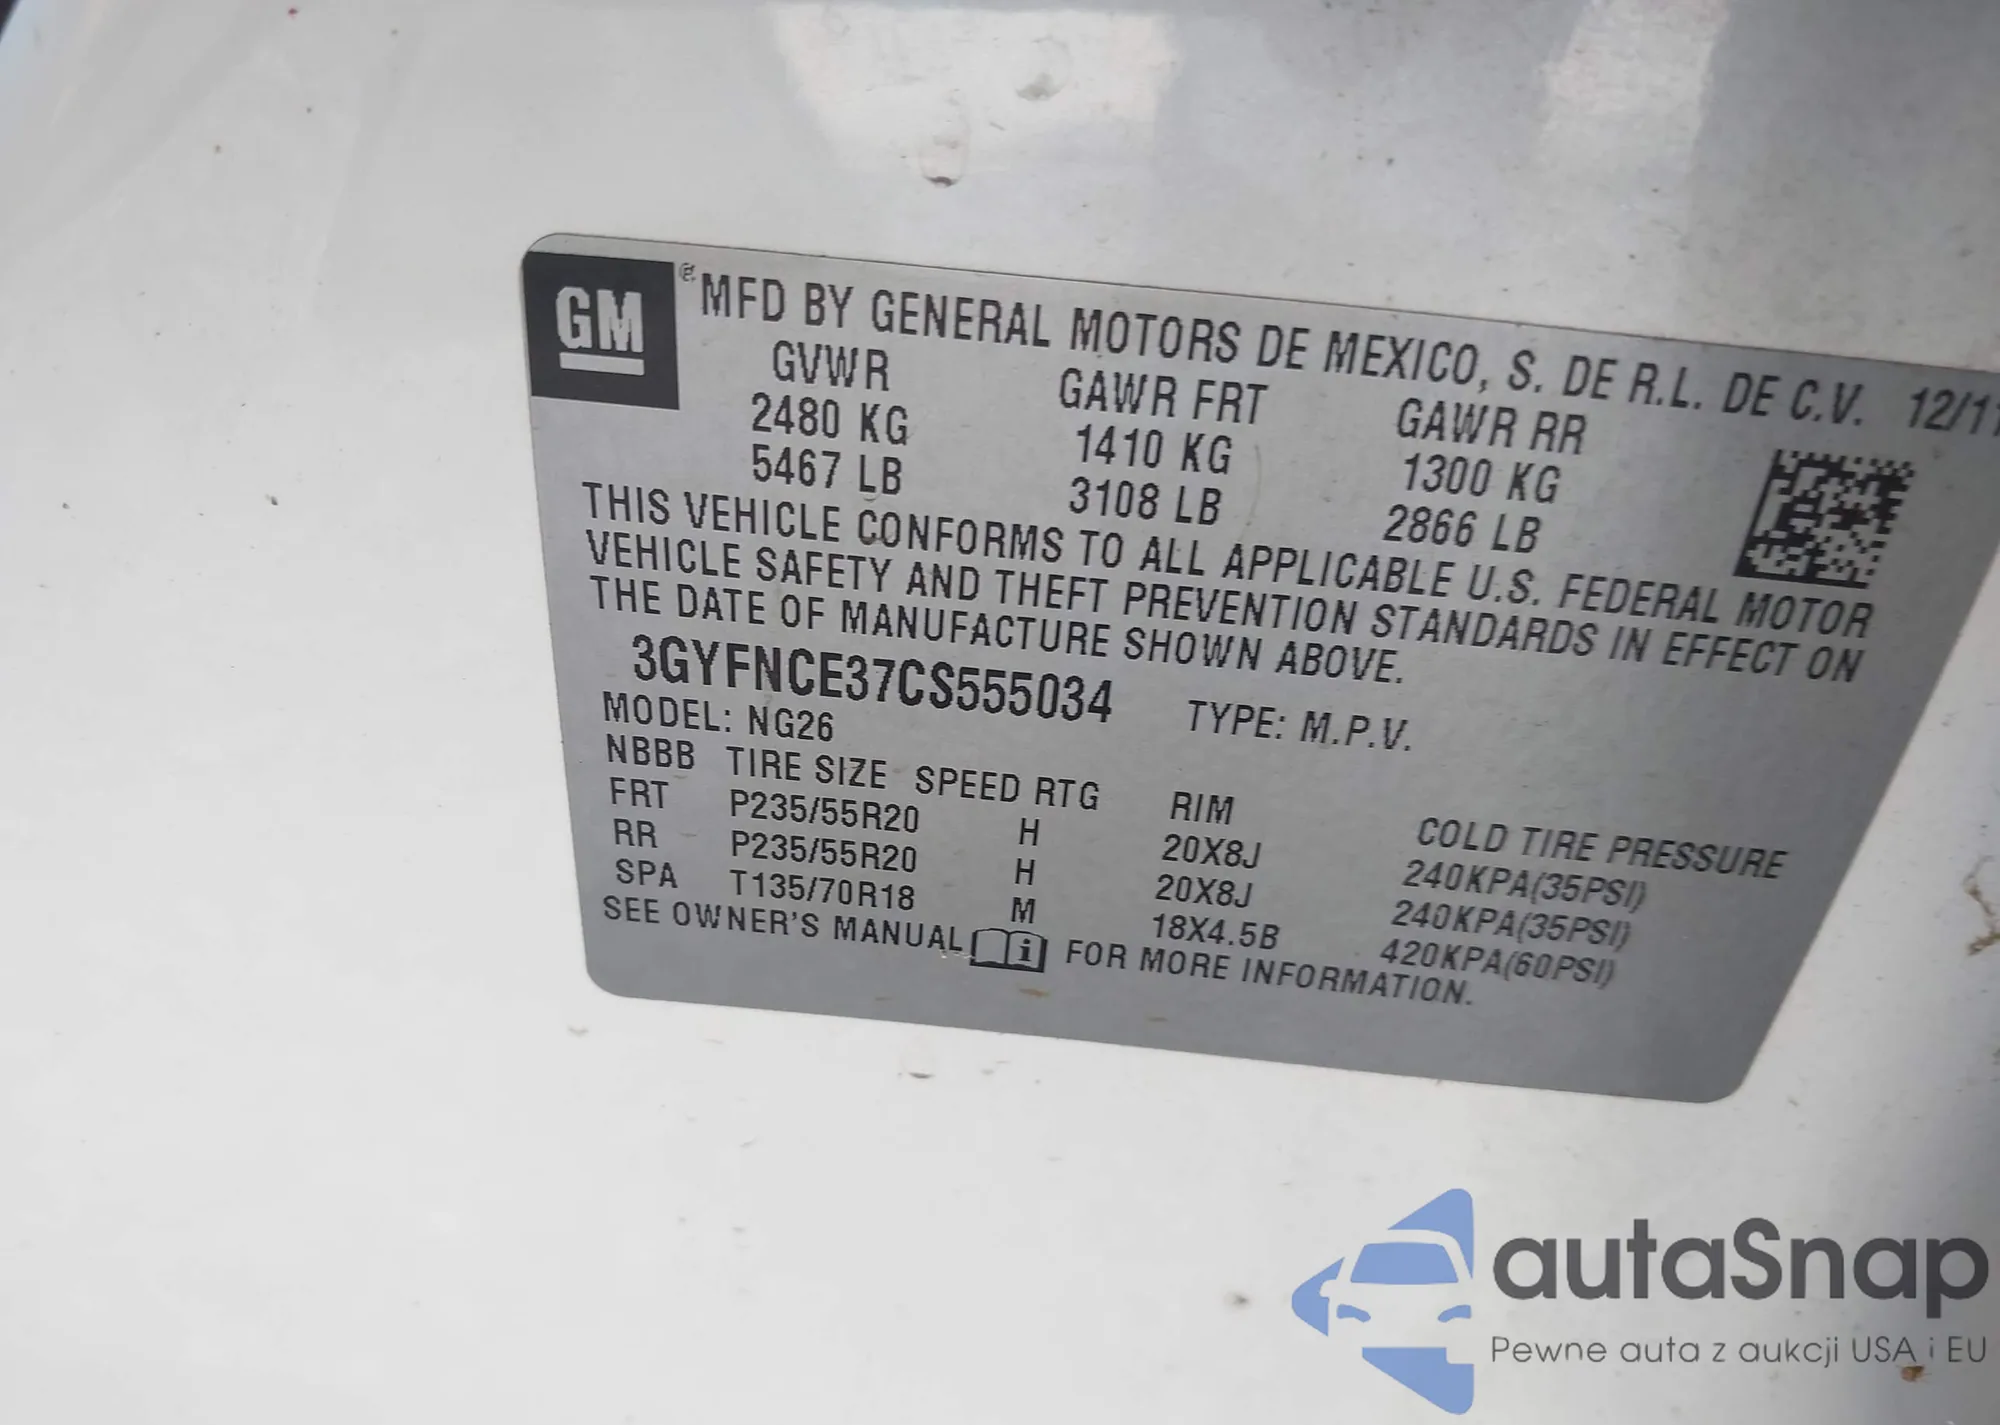 GM ® MFD BY GENERAL MOTORS DE MEXICO, S. DE R.L. DE C.V. 12/11
GVWR GAWR FRT GAWR RR
2480 KG 1410 KG 1300 KG
5467 LB 3108 LB 2866 LB
THIS VEHICLE CONFORMS TO ALL APPLICABLE U.S. FEDERAL MOTOR
VEHICLE SAFETY AND THEFT PREVENTION STANDARDS IN EFFECT ON
THE DATE OF MANUFACTURE SHOWN ABOVE.
3GYFNCE37CS555034 TYPE: M.P.V.
MODEL: NG26
NBBB TIRE SIZE SPEED RTG RIM COLD TIRE PRESSURE
FRT P235/55R20 H 20X8J 240KPA(35PSI)
RR P235/55R20 H 20X8J 240KPA(35PSI)
SPA T135/70R18 M 18X4.5B 420KPA(60PSI)
SEE OWNER'S MANUAL i FOR MORE INFORMATION.
autaSnap
Pewne auta z aukcji USA i EU